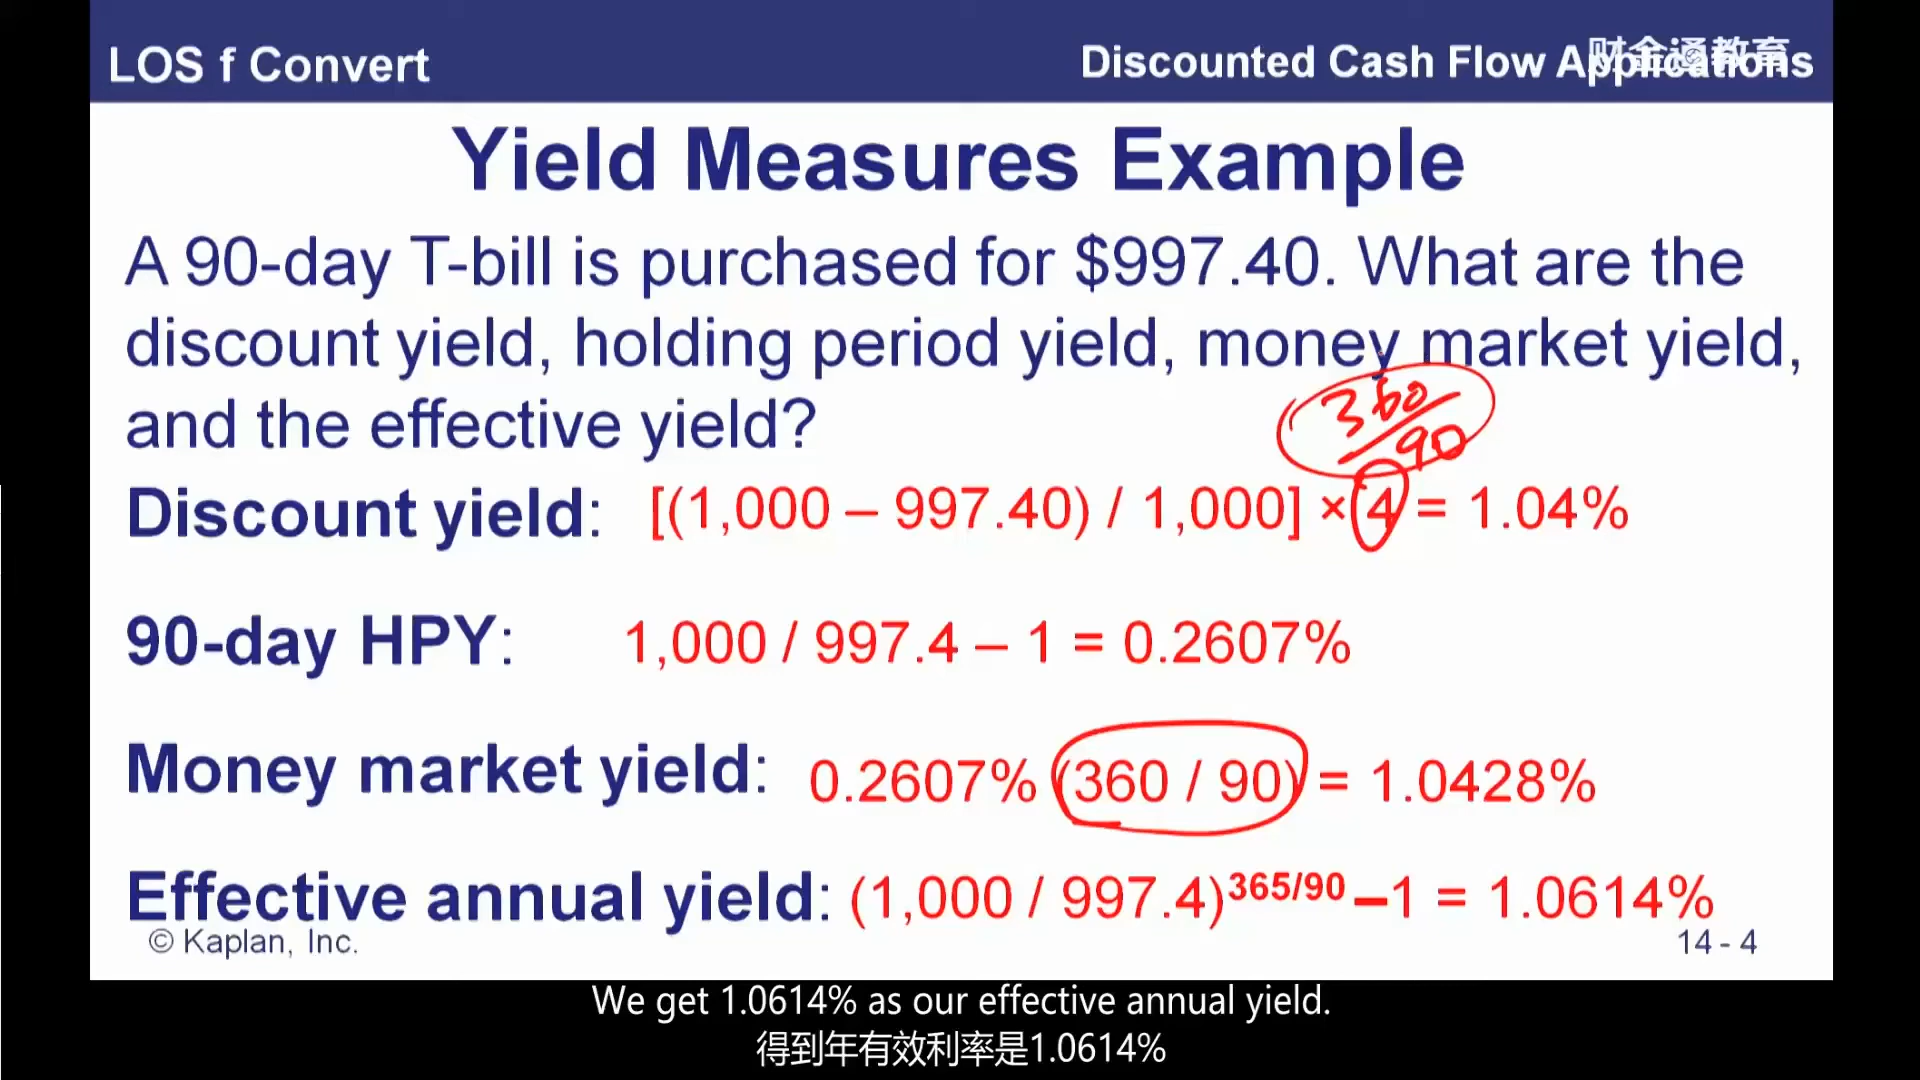 LOS f Convert
Discounted Cash Flow Applications
财金通教育
Yield Measures Example
A 90-day T-bill is purchased for $997.40. What are the
discount yield, holding period yield, money market yield,
and the effective yield?
360/90
Discount yield: [(1,000 – 997.40) / 1,000] × 4 = 1.04%
90-day HPY: 1,000 / 997.4 – 1 = 0.2607%
Money market yield: 0.2607% (360 / 90) = 1.0428%
Effective annual yield: (1,000 / 997.4)^365/90 –1 = 1.0614%
© Kaplan, Inc.
14 - 4
We get 1.0614% as our effective annual yield.
得到年有效利率是1.0614%